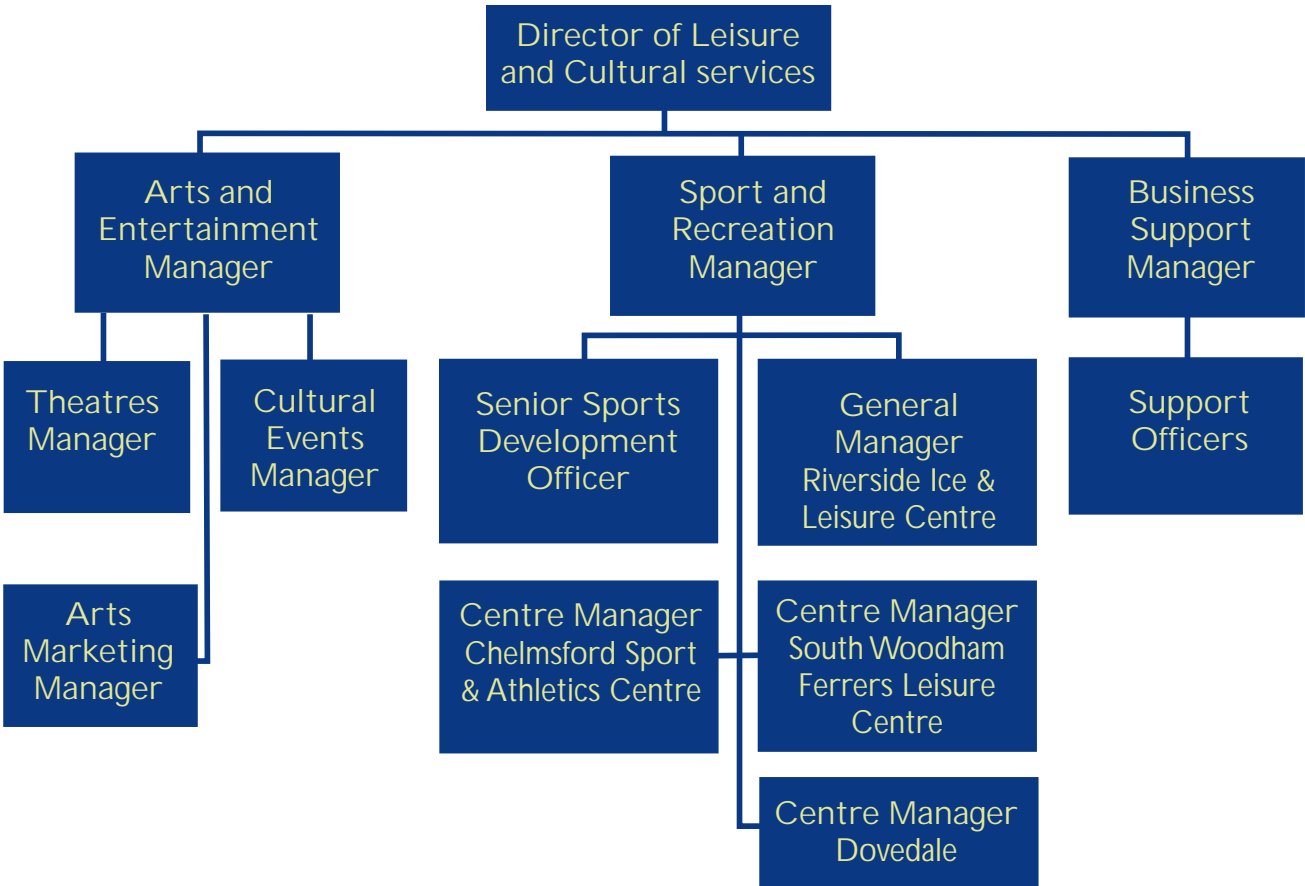 Director of Leisure
and Cultural services
Arts and
Entertainment
Manager
Sport and
Recreation
Manager
Business
Support
Manager
Theatres
Manager
Cultural
Events
Manager
Senior Sports
Development
Officer
General
Manager
Riverside Ice &
Leisure Centre
Support
Officers
Arts
Marketing
Manager
Centre Manager
Chelmsford Sport
& Athletics Centre
Centre Manager
South Woodham
Ferrers Leisure
Centre
Centre Manager
Dovedale